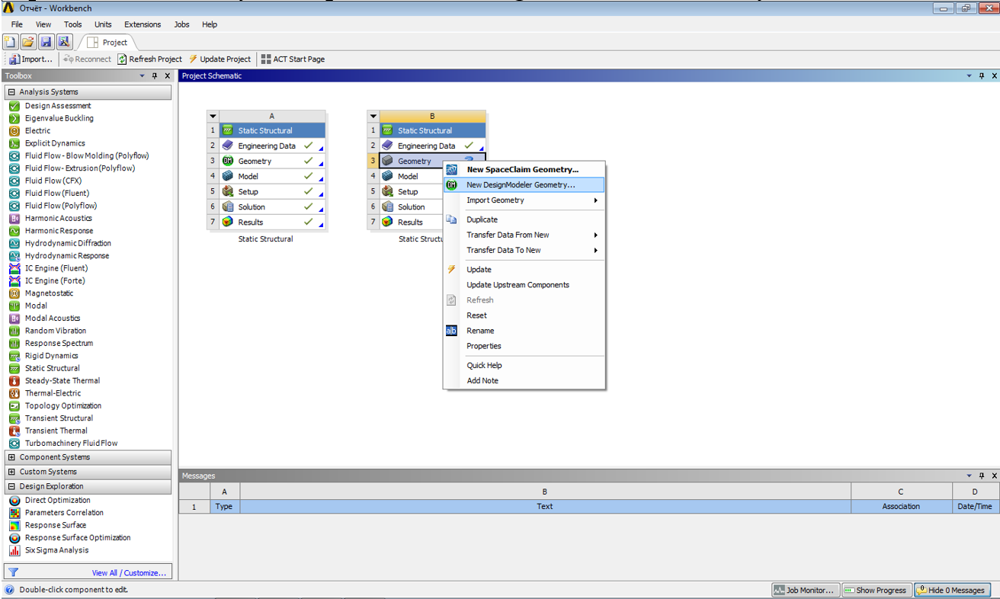 Отчёт - Workbench
File View Tools Units Extensions Jobs Help
Project
Import... Reconnect Refresh Project Update Project ACT Start Page
Toolbox
Analysis Systems
Design Assessment
Eigenvalue Buckling
Electric
Explicit Dynamics
Fluid Flow - Blow Molding (Polyflow)
Fluid Flow - Extrusion (Polyflow)
Fluid Flow (CFX)
Fluid Flow (Fluent)
Fluid Flow (Polyflow)
Harmonic Acoustics
Harmonic Response
Hydrodynamic Diffraction
Hydrodynamic Response
IC Engine (Fluent)
IC Engine (Forte)
Magnetostatic
Modal
Modal Acoustics
Random Vibration
Response Spectrum
Rigid Dynamics
Static Structural
Steady-State Thermal
Thermal-Electric
Topology Optimization
Transient Structural
Transient Thermal
Turbomachinery Fluid Flow
Component Systems
Custom Systems
Design Exploration
Direct Optimization
Parameters Correlation
Response Surface
Response Surface Optimization
Six Sigma Analysis
View All / Customize...
Project Schematic
A
1 Static Structural
2 Engineering Data
3 Geometry
4 Model
5 Setup
6 Solution
7 Results
Static Structural
B
1 Static Structural
2 Engineering Data
3 Geometry
4 Model
5 Setup
6 Solution
7 Results
Static Struct
New SpaceClaim Geometry...
New DesignModeler Geometry...
Import Geometry
Duplicate
Transfer Data From New
Transfer Data To New
Update
Update Upstream Components
Refresh
Reset
Rename
Properties
Quick Help
Add Note
Messages
A B C D
1 Type Text Association Date/Time
Double-click component to edit.
Job Monitor... Show Progress Hide 0 Messages